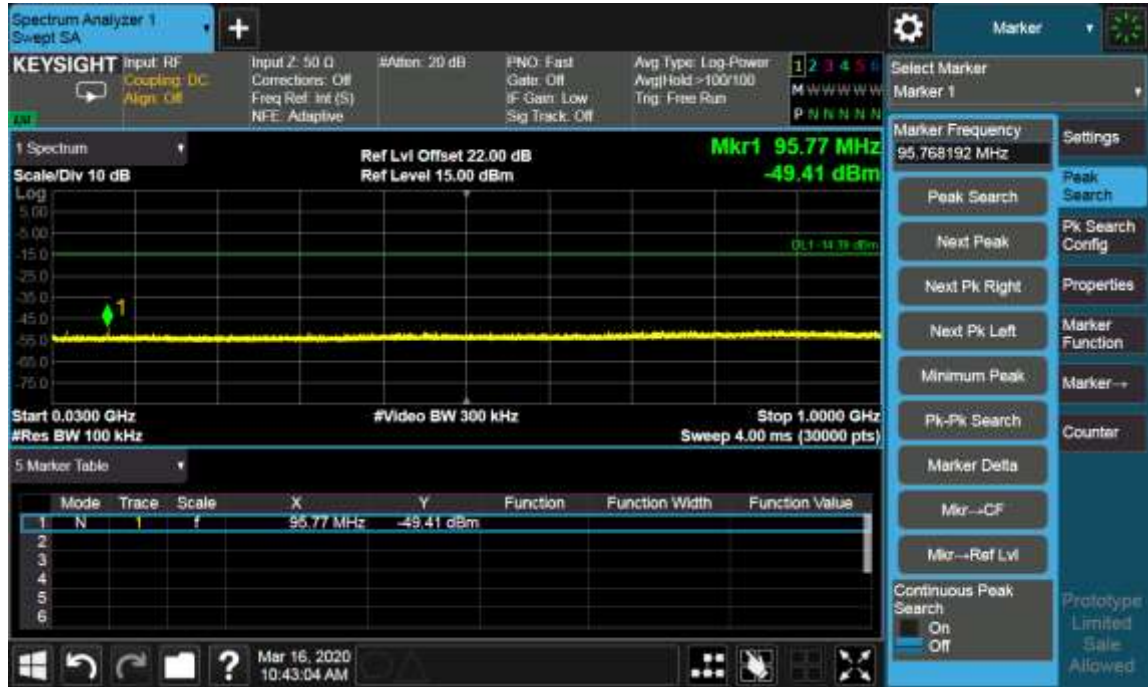 Spectrum Analyzer 1
Swept SA
+
Marker
KEYSIGHT
Input: RF
Coupling: DC
Align: Off
Input Z: 50 Ω
Corrections: Off
Freq Ref: Int (S)
NFE: Adaptive
#Atten: 20 dB
PNO: Fast
Gate: Off
IF Gain: Low
Sig Track: Off
Avg Type: Log-Power
Avg|Hold: >100/100
Trig: Free Run
1 2 3 4 5 6
M W W W W W
P N N N N N
Select Marker
Marker 1
1 Spectrum
Scale/Div 10 dB
Ref Lvl Offset 22.00 dB
Ref Level 15.00 dBm
Mkr1 95.77 MHz
-49.41 dBm
Log
5.00
-5.00
-15.0
-25.0
-35.0
-45.0
-55.0
-65.0
-75.0
DL1 -14.39 dBm
1
Start 0.0300 GHz
#Res BW 100 kHz
#Video BW 300 kHz
Stop 1.0000 GHz
Sweep 4.00 ms (30000 pts)
5 Marker Table
Mode Trace Scale X Y Function Function Width Function Value
1 N 1 f 95.77 MHz -49.41 dBm
2
3
4
5
6
Marker Frequency
95.768192 MHz
Peak Search
Next Peak
Next Pk Right
Next Pk Left
Minimum Peak
Pk-Pk Search
Marker Delta
Mkr→CF
Mkr→Ref Lvl
Continuous Peak
Search
On
Off
Settings
Peak
Search
Pk Search
Config
Properties
Marker
Function
Marker→
Counter
Prototype
Limited
Sale
Allowed
?
Mar 16, 2020
10:43:04 AM